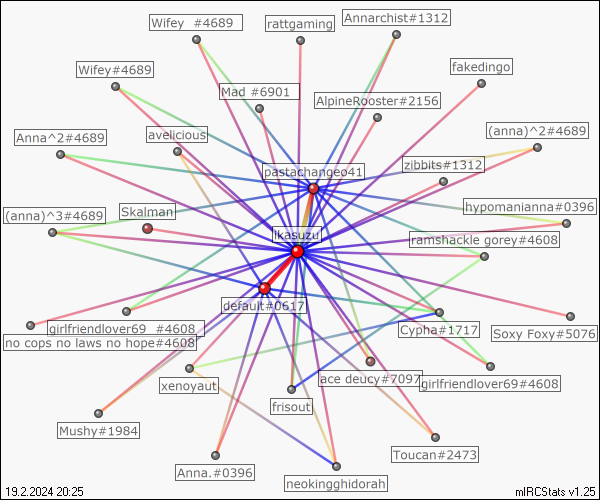 Wifey #4689
rattgaming
Annarchist#1312
Wifey#4689
fakedingo
Mad #6901
AlpineRooster#2156
Anna^2#4689
avelicious
(anna)^2#4689
zibbits#1312
pastachangeo41
(anna)^3#4689
Skalman
hypomanianna#0396
ikasuzu
ramshackle gorey#4608
default#0617
girlfriendlover69 #4608
Cypha#1717
Soxy Foxy#5076
no cops no laws no hope#4608
xenoyaut
ace deucy#7097
girlfriendlover69#4608
frisout
Mushy#1984
Toucan#2473
Anna.#0396
neokingghidorah
19.2.2024 20:25
mIRCStats v1.25